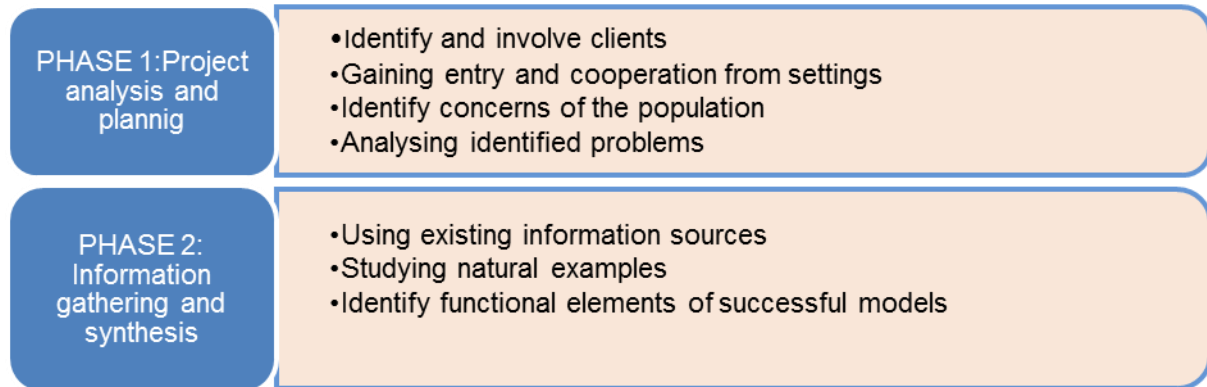 PHASE 1:Project
analysis and
plannig
•Identify and involve clients
•Gaining entry and cooperation from settings
•Identify concerns of the population
•Analysing identified problems
PHASE 2:
Information
gathering and
synthesis
•Using existing information sources
•Studying natural examples
•Identify functional elements of successful models